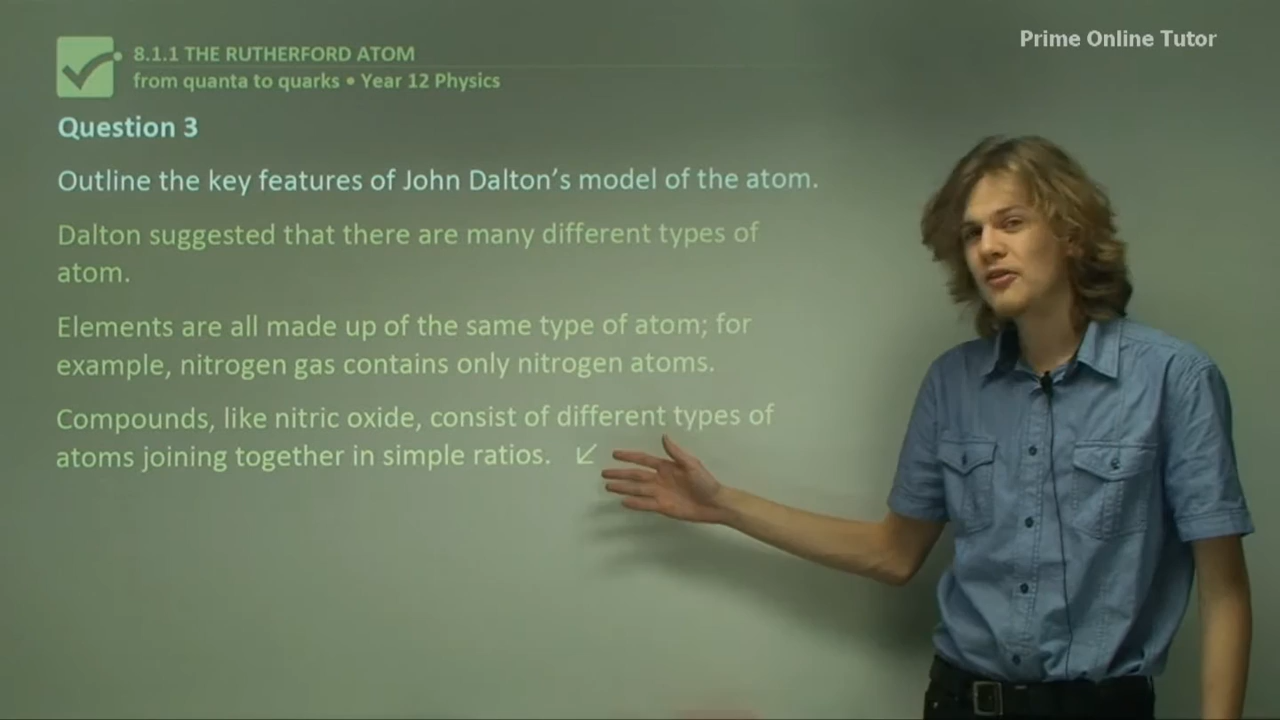 Prime Online Tutor
8.1.1 THE RUTHERFORD ATOM
from quanta to quarks • Year 12 Physics
Question 3
Outline the key features of John Dalton’s model of the atom.
Dalton suggested that there are many different types of
atom.
Elements are all made up of the same type of atom; for
example, nitrogen gas contains only nitrogen atoms.
Compounds, like nitric oxide, consist of different types of
atoms joining together in simple ratios. ↙